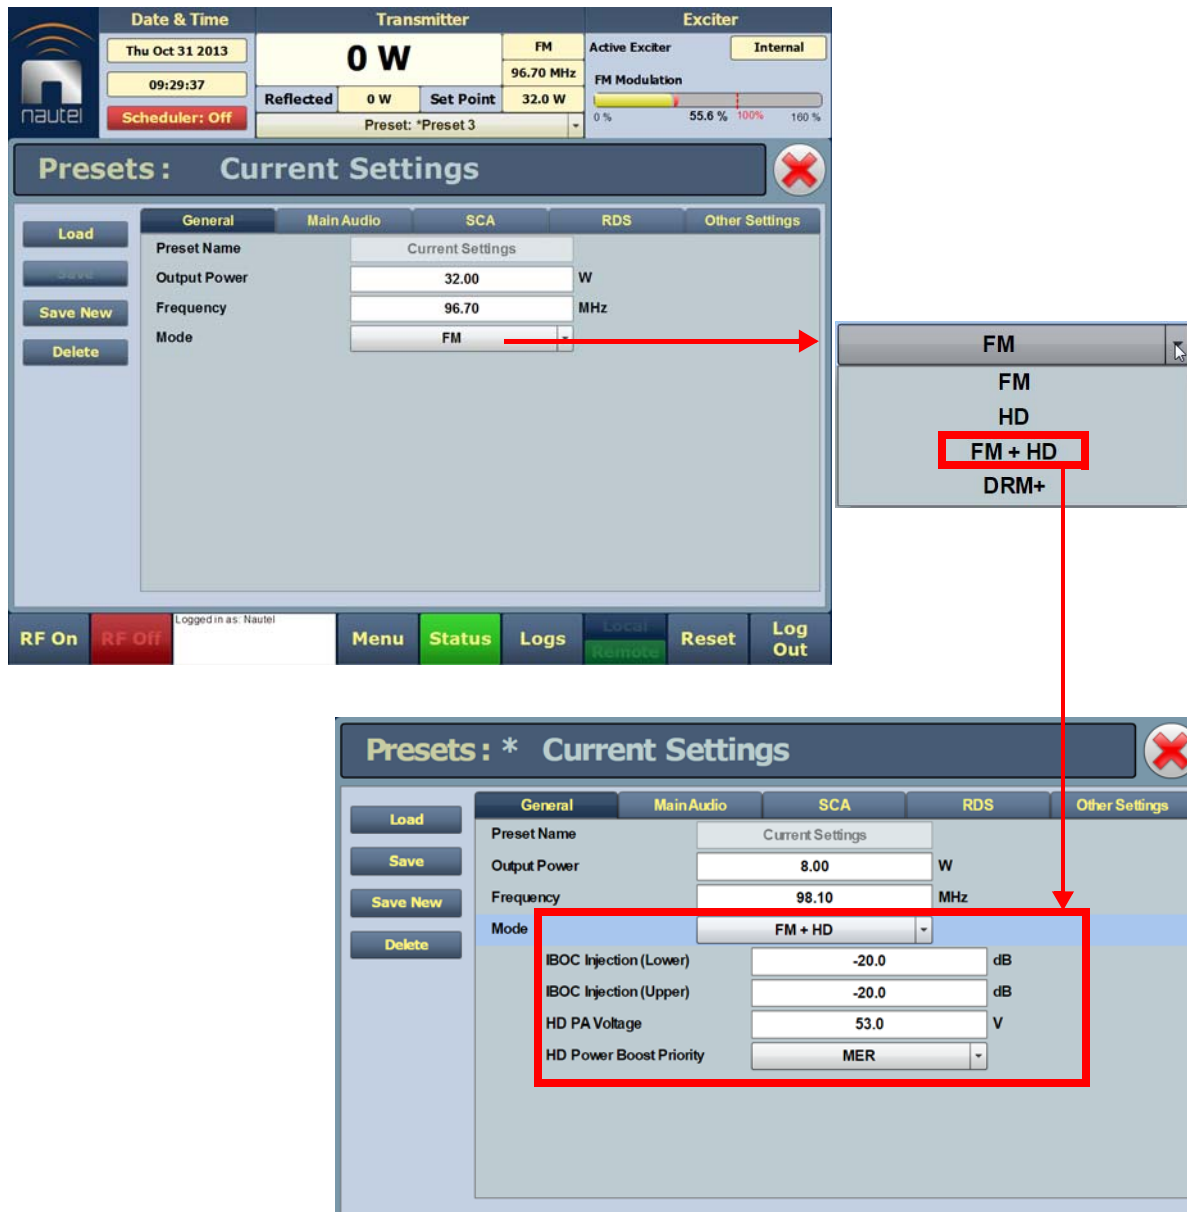 Date & Time Transmitter Exciter
nautel
Thu Oct 31 2013
09:29:37
Scheduler: Off
0 W
FM
96.70 MHz
Reflected 0 W Set Point 32.0 W
Preset: *Preset 3
Active Exciter Internal
FM Modulation
0 % 55.6 % 100% 160 %
Presets : Current Settings
Load
Save
Save New
Delete
General Main Audio SCA RDS Other Settings
Preset Name Current Settings
Output Power 32.00 W
Frequency 96.70 MHz
Mode FM
FM
FM
HD
FM + HD
DRM+
RF On RF Off Logged in as: Nautel Menu Status Logs Local Remote Reset Log Out
Presets : * Current Settings
Load
Save
Save New
Delete
General Main Audio SCA RDS Other Settings
Preset Name Current Settings
Output Power 8.00 W
Frequency 98.10 MHz
Mode FM + HD
IBOC Injection (Lower) -20.0 dB
IBOC Injection (Upper) -20.0 dB
HD PA Voltage 53.0 V
HD Power Boost Priority MER